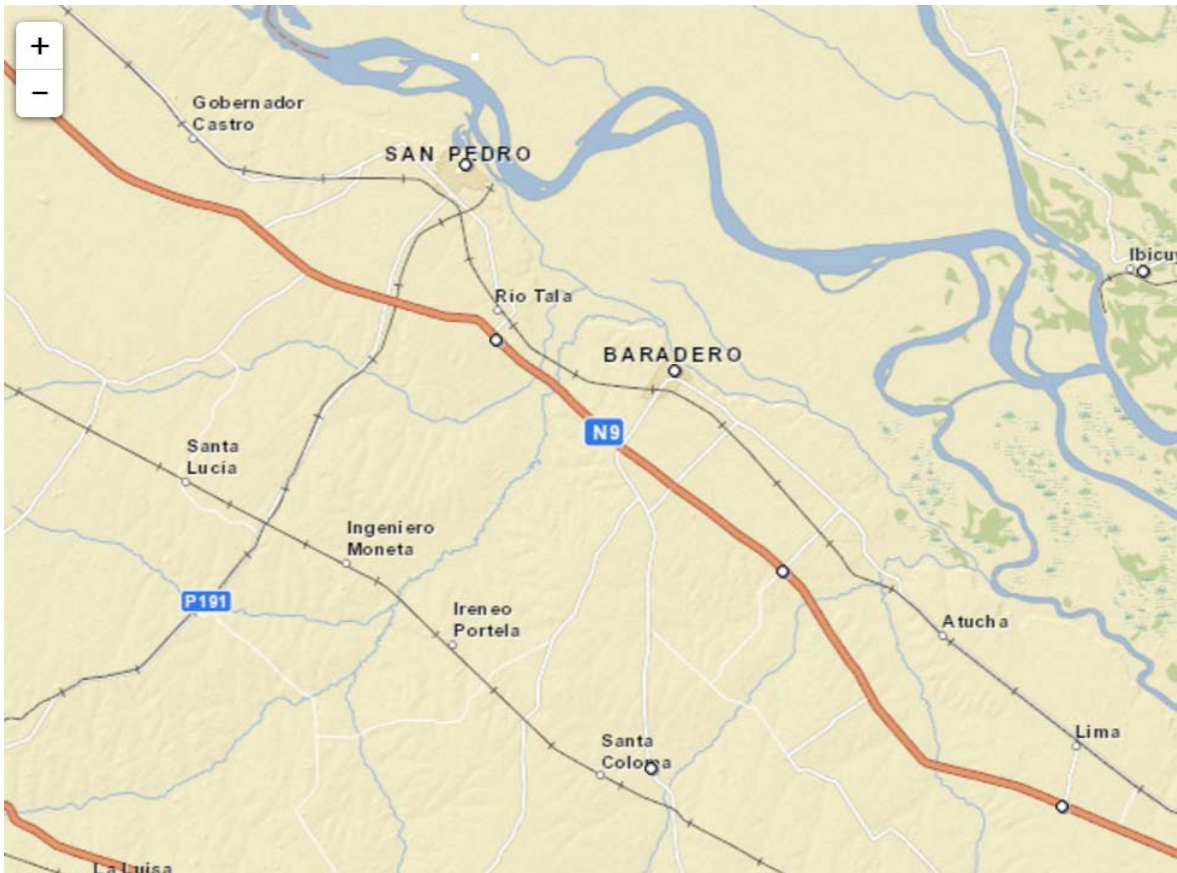 +
−
Gobernador
Castro
SAN PEDRO
Ibicuy
Rio Tala
BARADERO
N9
Santa
Lucía
Ingeniero
Moneta
P191
Ireneo
Portela
Atucha
Santa
Coloma
Lima
La Luisa